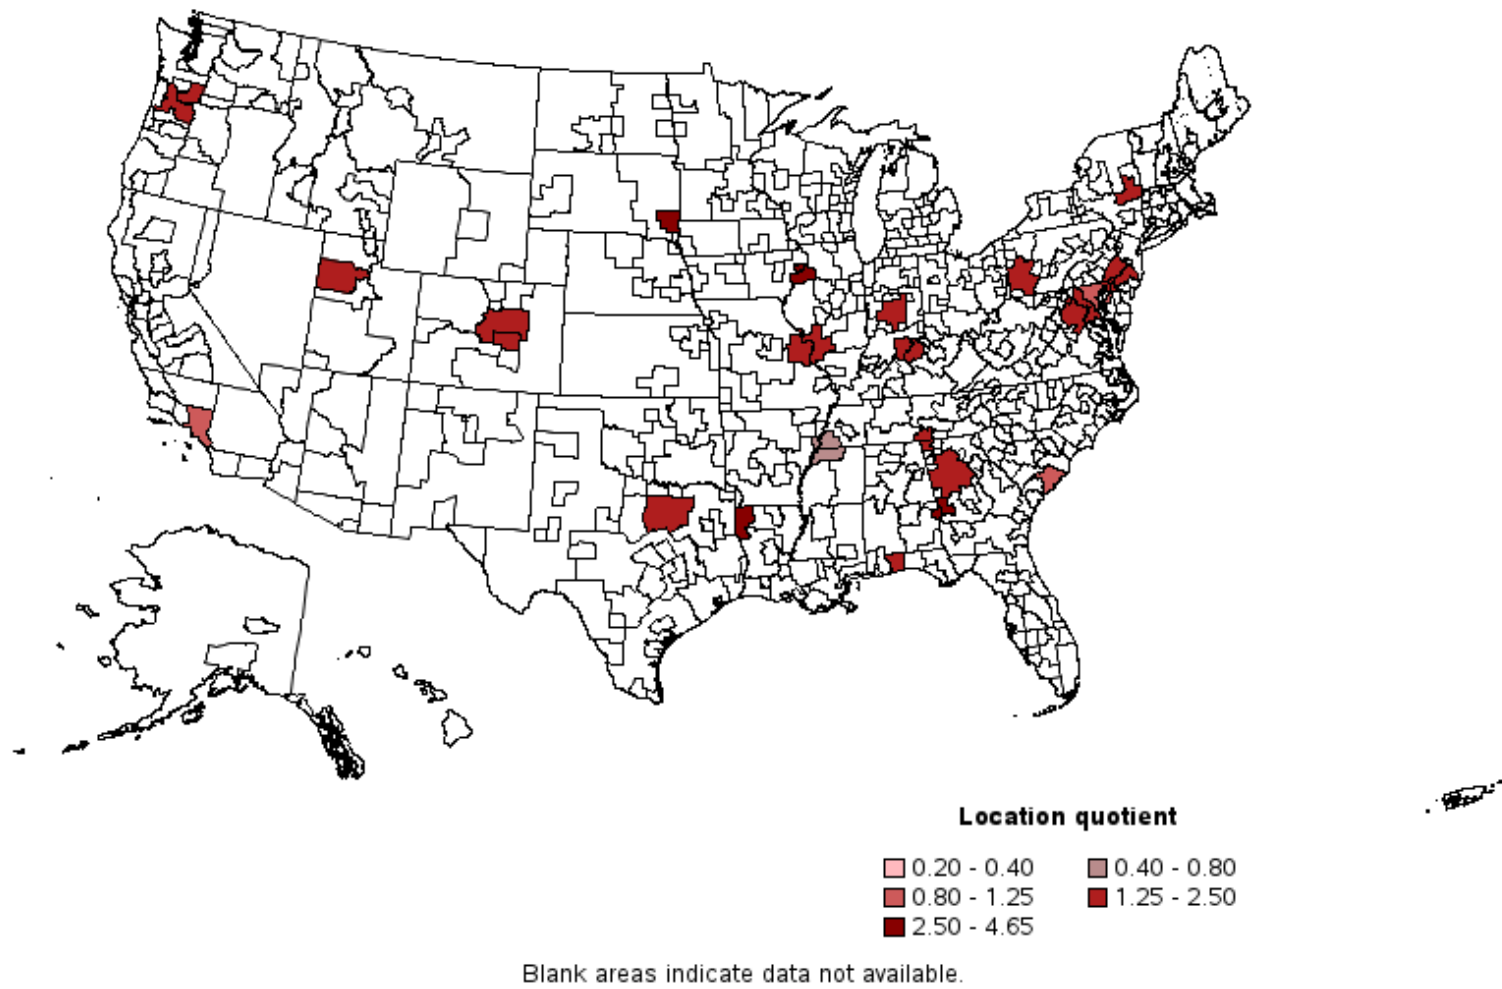 Location quotient
0.20 - 0.40 0.40 - 0.80
0.80 - 1.25 1.25 - 2.50
2.50 - 4.65
Blank areas indicate data not available.